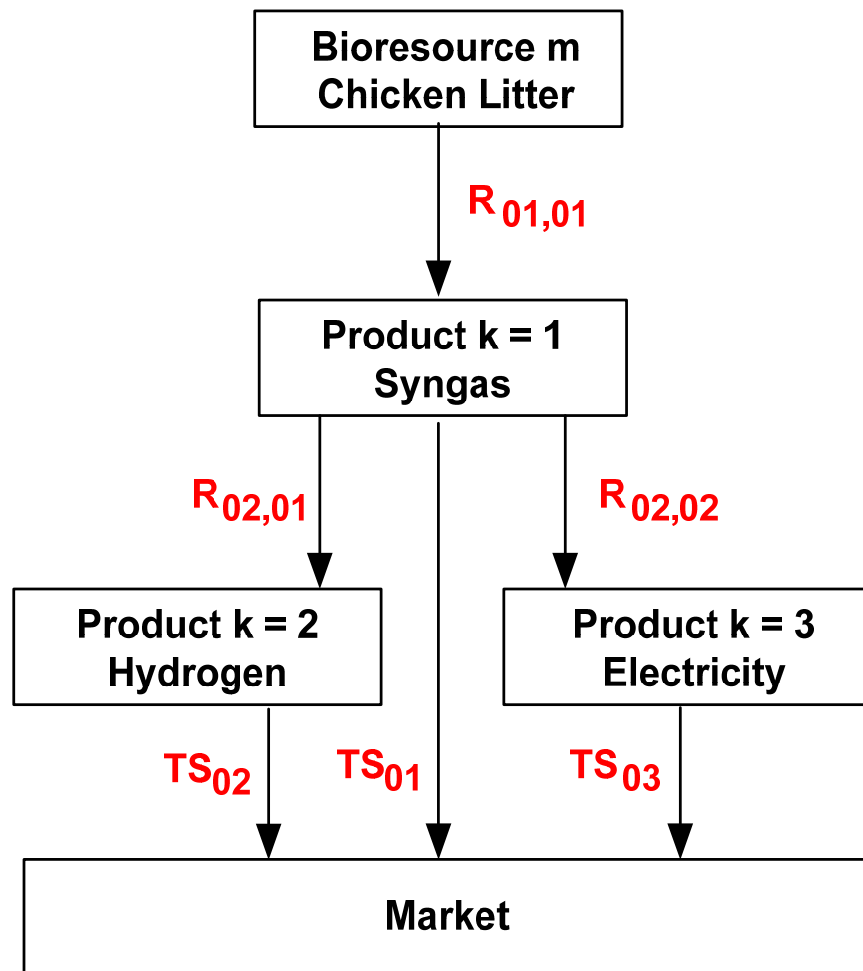 Bioresource m
Chicken Litter
R01,01
Product k = 1
Syngas
R02,01
R02,02
Product k = 2
Hydrogen
Product k = 3
Electricity
TS02
TS01
TS03
Market